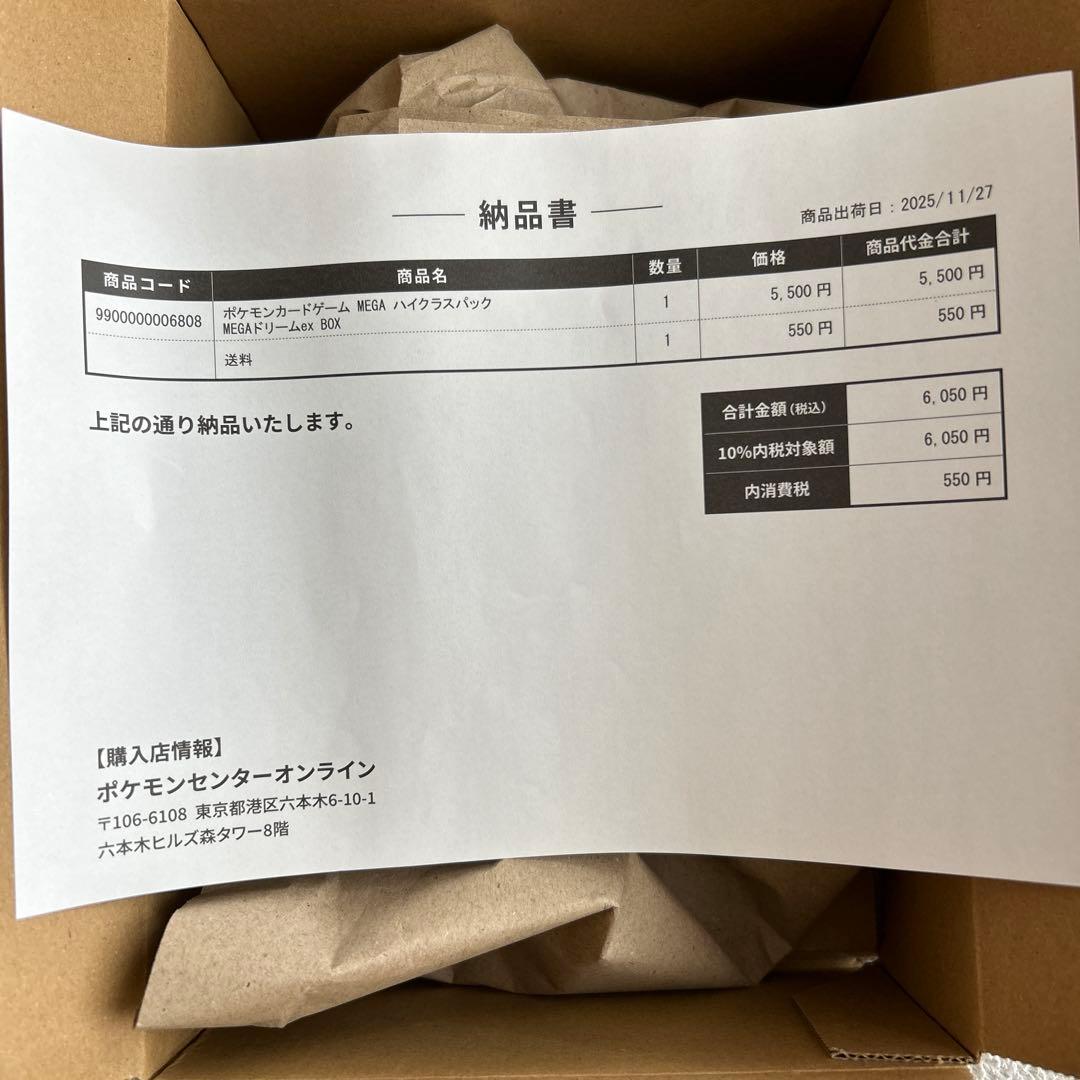 納品書
商品出荷日：2025/11/27
商品コード 商品名 数量 価格 商品代金合計
9900000006808 ポケモンカードゲーム MEGA ハイクラスパック 1 5,500 円 5,500 円
MEGAドリームex BOX
送料 1 550 円 550 円
上記の通り納品いたします。
合計金額(税込) 6,050 円
10%内税対象額 6,050 円
内消費税 550 円
【購入店情報】
ポケモンセンターオンライン
〒106-6108 東京都港区六本木6-10-1
六本木ヒルズ森タワー8階